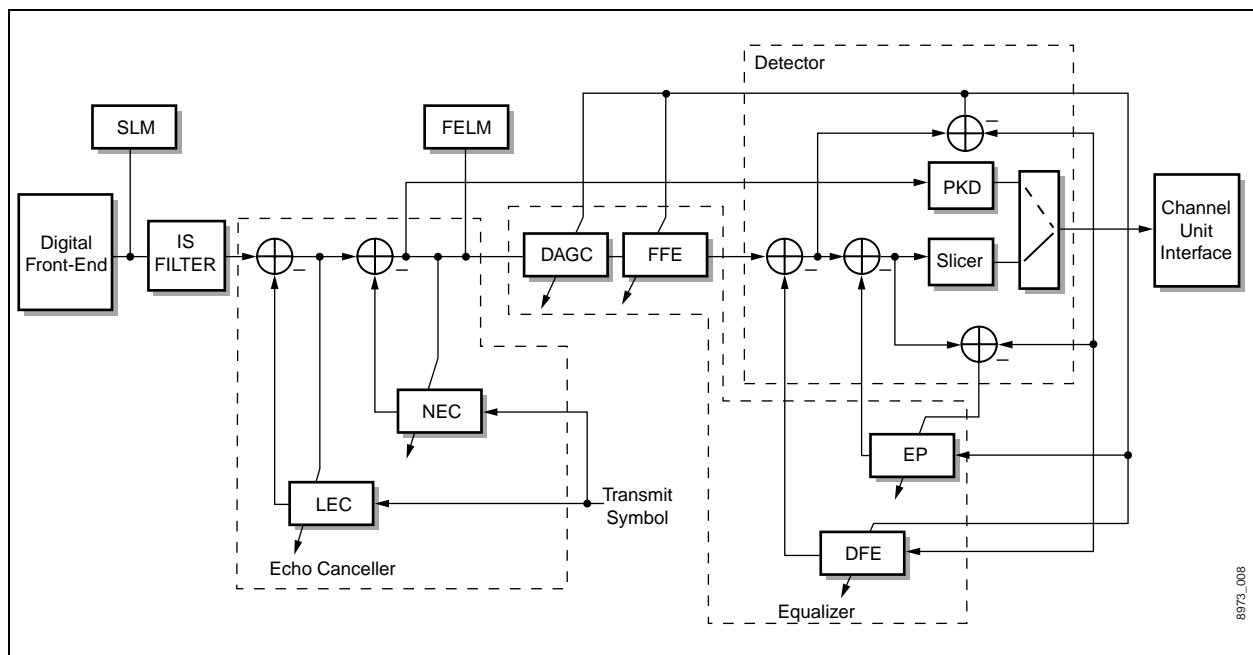 Detector
SLM
FELM
Digital
Front-End
IS
FILTER
DAGC
FFE
PKD
Slicer
Channel
Unit
Interface
NEC
EP
LEC
Transmit
Symbol
DFE
Echo Canceller
Equalizer
8973_008